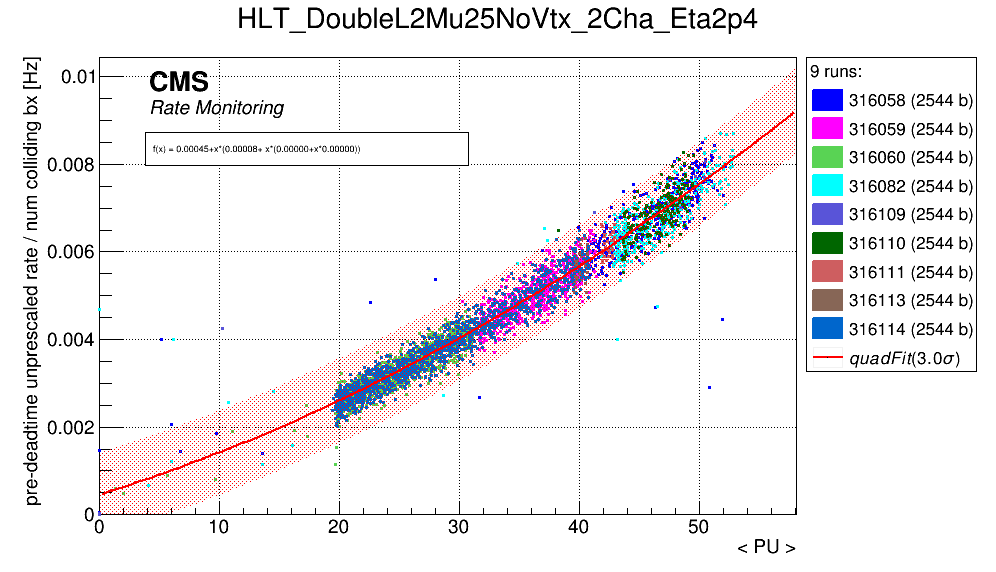 HLT_DoubleL2Mu25NoVtx_2Cha_Eta2p4
pre-deadtime unprescaled rate / num colliding bx [Hz]
0.01
0.008
0.006
0.004
0.002
0
CMS
Rate Monitoring
f(x) = 0.00045+x*(0.00008+ x*(0.00000+x*0.00000))
0 10 20 30 40 50
< PU >
9 runs:
316058 (2544 b)
316059 (2544 b)
316060 (2544 b)
316082 (2544 b)
316109 (2544 b)
316110 (2544 b)
316111 (2544 b)
316113 (2544 b)
316114 (2544 b)
quadFit(3.0σ)